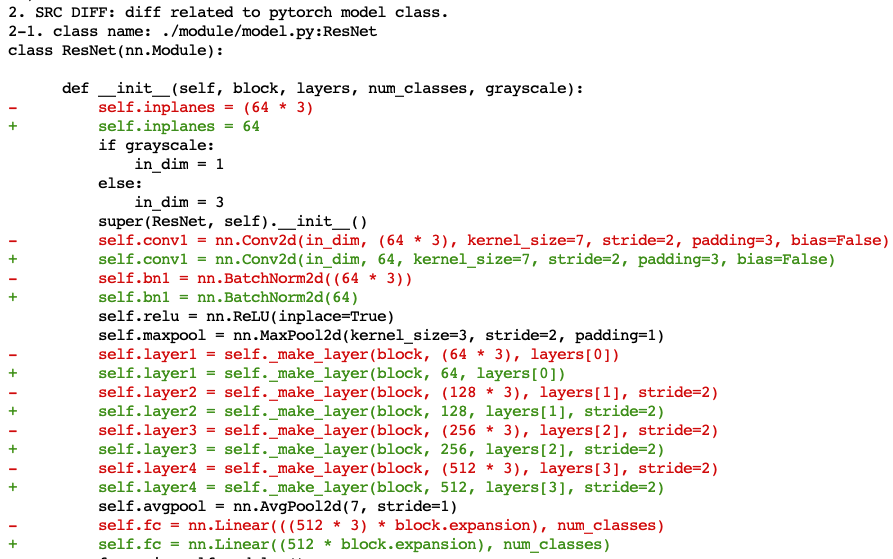 2. SRC DIFF: diff related to pytorch model class.
2-1. class name: ./module/model.py:ResNet
class ResNet(nn.Module):
def __init__(self, block, layers, num_classes, grayscale):
- self.inplanes = (64 * 3)
+ self.inplanes = 64
if grayscale:
in_dim = 1
else:
in_dim = 3
super(ResNet, self).__init__()
- self.conv1 = nn.Conv2d(in_dim, (64 * 3), kernel_size=7, stride=2, padding=3, bias=False)
+ self.conv1 = nn.Conv2d(in_dim, 64, kernel_size=7, stride=2, padding=3, bias=False)
- self.bn1 = nn.BatchNorm2d((64 * 3))
+ self.bn1 = nn.BatchNorm2d(64)
self.relu = nn.ReLU(inplace=True)
self.maxpool = nn.MaxPool2d(kernel_size=3, stride=2, padding=1)
- self.layer1 = self._make_layer(block, (64 * 3), layers[0])
+ self.layer1 = self._make_layer(block, 64, layers[0])
- self.layer2 = self._make_layer(block, (128 * 3), layers[1], stride=2)
+ self.layer2 = self._make_layer(block, 128, layers[1], stride=2)
- self.layer3 = self._make_layer(block, (256 * 3), layers[2], stride=2)
+ self.layer3 = self._make_layer(block, 256, layers[2], stride=2)
- self.layer4 = self._make_layer(block, (512 * 3), layers[3], stride=2)
+ self.layer4 = self._make_layer(block, 512, layers[3], stride=2)
self.avgpool = nn.AvgPool2d(7, stride=1)
- self.fc = nn.Linear(((512 * 3) * block.expansion), num_classes)
+ self.fc = nn.Linear((512 * block.expansion), num_classes)